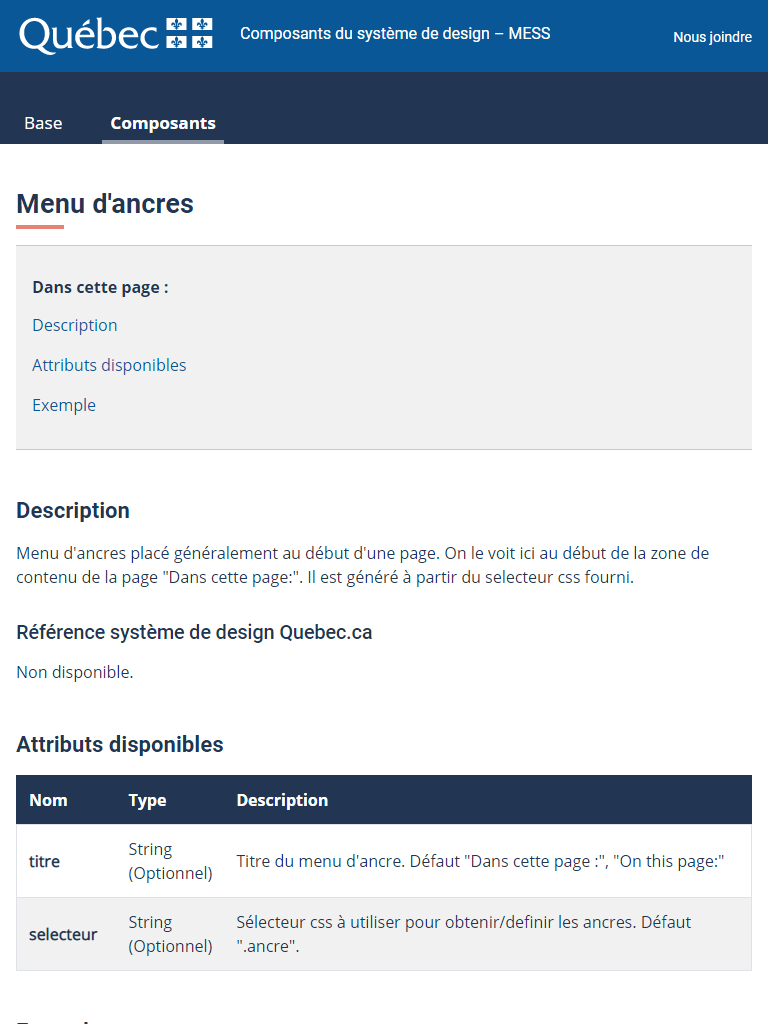 Québec
Composants du système de design – MESS
Nous joindre
Base
Composants
Menu d'ancres
Dans cette page :
Description
Attributs disponibles
Exemple
Description
Menu d'ancres placé généralement au début d'une page. On le voit ici au début de la zone de
contenu de la page "Dans cette page:". Il est généré à partir du selecteur css fourni.
Référence système de design Quebec.ca
Non disponible.
Attributs disponibles
Nom Type Description
titre String (Optionnel) Titre du menu d'ancre. Défaut "Dans cette page :", "On this page:"
selecteur String (Optionnel) Sélecteur css à utiliser pour obtenir/definir les ancres. Défaut
".ancre".